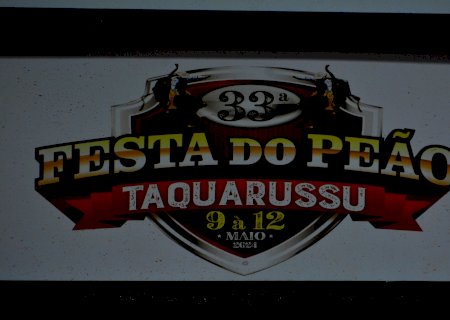 33ª
FESTA DO PEÃO
TAQUARUSSU
9 à 12
• MAIO •
2024